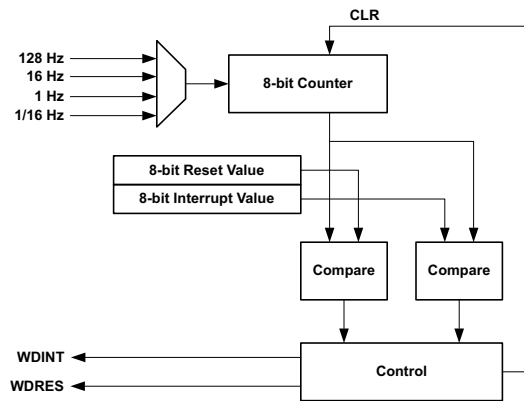 CLR
128 Hz
16 Hz
1 Hz
1/16 Hz
8-bit Counter
8-bit Reset Value
8-bit Interrupt Value
Compare
Compare
WDINT
WDRES
Control